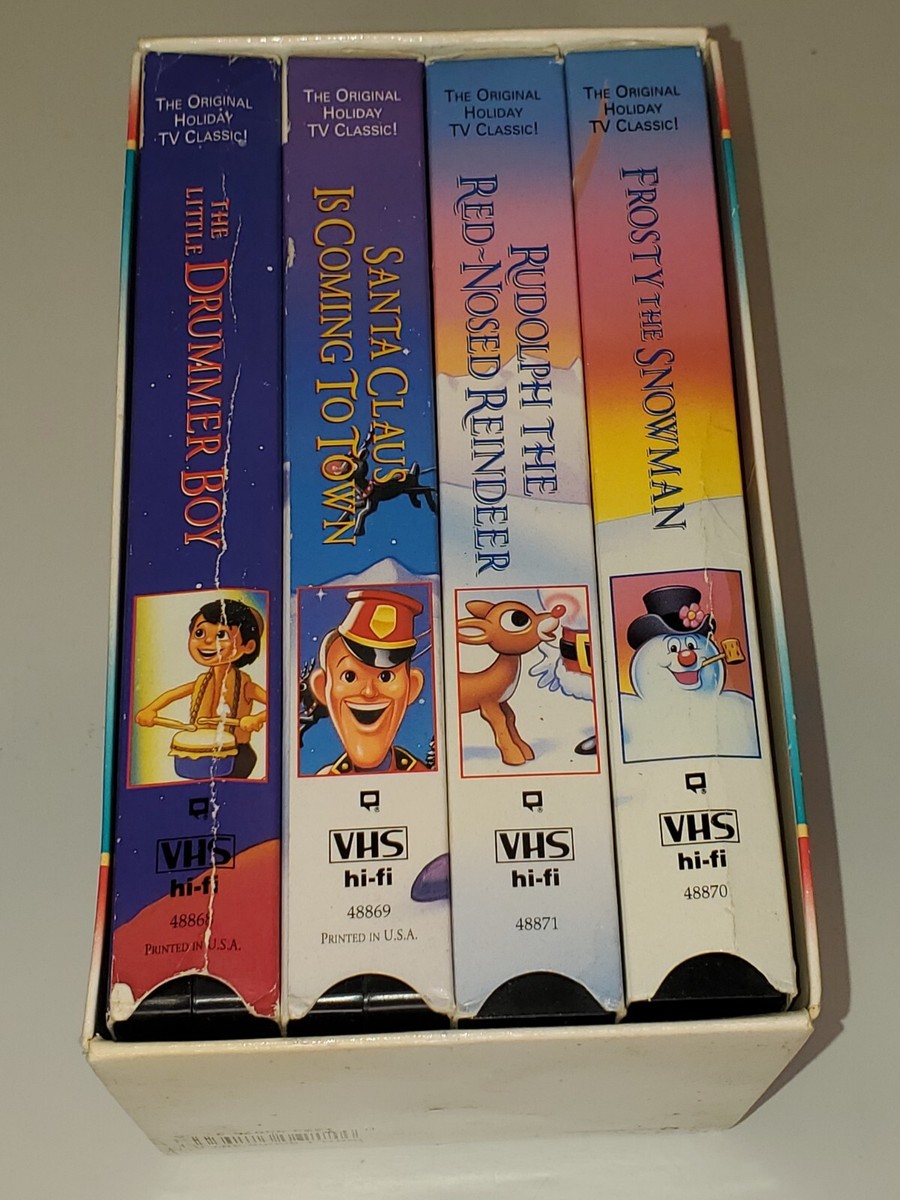 THE ORIGINAL
HOLIDAY
TV CLASSIC!
THE
LITTLE
DRUMMER BOY
VHS
hi-fi
48868
PRINTED IN U.S.A.
THE ORIGINAL
HOLIDAY
TV CLASSIC!
SANTA CLAUS
IS COMING TO TOWN
VHS
hi-fi
48869
PRINTED IN U.S.A.
THE ORIGINAL
HOLIDAY
TV CLASSIC!
RUDOLPH THE
RED~NOSED REINDEER
VHS
hi-fi
48871
THE ORIGINAL
HOLIDAY
TV CLASSIC!
FROSTY THE SNOWMAN
VHS
hi-fi
48870